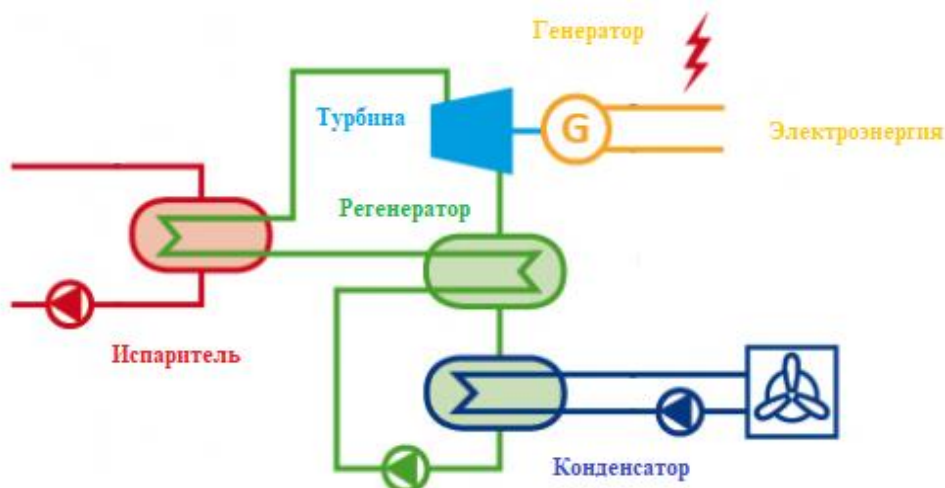 Генератор
Турбина
G
Электроэнергия
Регенератор
Испаритель
Конденсатор